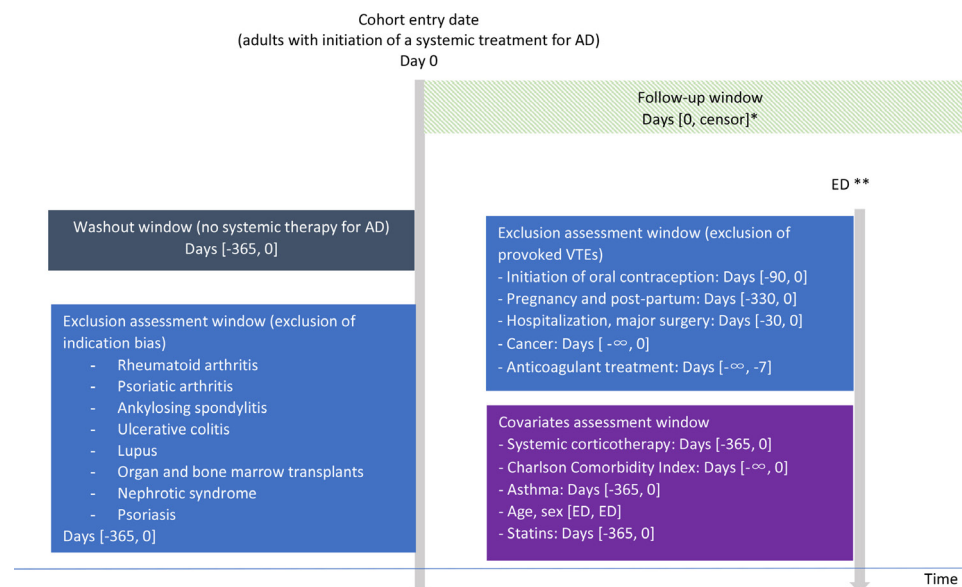 Cohort entry date
(adults with initiation of a systemic treatment for AD)
Day 0
Follow-up window
Days [0, censor]*
ED **
Washout window (no systemic therapy for AD)
Days [-365, 0]
Exclusion assessment window (exclusion of
indication bias)
- Rheumatoid arthritis
- Psoriatic arthritis
- Ankylosing spondylitis
- Ulcerative colitis
- Lupus
- Organ and bone marrow transplants
- Nephrotic syndrome
- Psoriasis
Days [-365, 0]
Exclusion assessment window (exclusion of
provoked VTEs)
- Initiation of oral contraception: Days [-90, 0]
- Pregnancy and post-partum: Days [-330, 0]
- Hospitalization, major surgery: Days [-30, 0]
- Cancer: Days [ -∞, 0]
- Anticoagulant treatment: Days [-∞, -7]
Covariates assessment window
- Systemic corticotherapy: Days [-365, 0]
- Charlson Comorbidity Index: Days [-∞, 0]
- Asthma: Days [-365, 0]
- Age, sex [ED, ED]
- Statins: Days [-365, 0]
Time